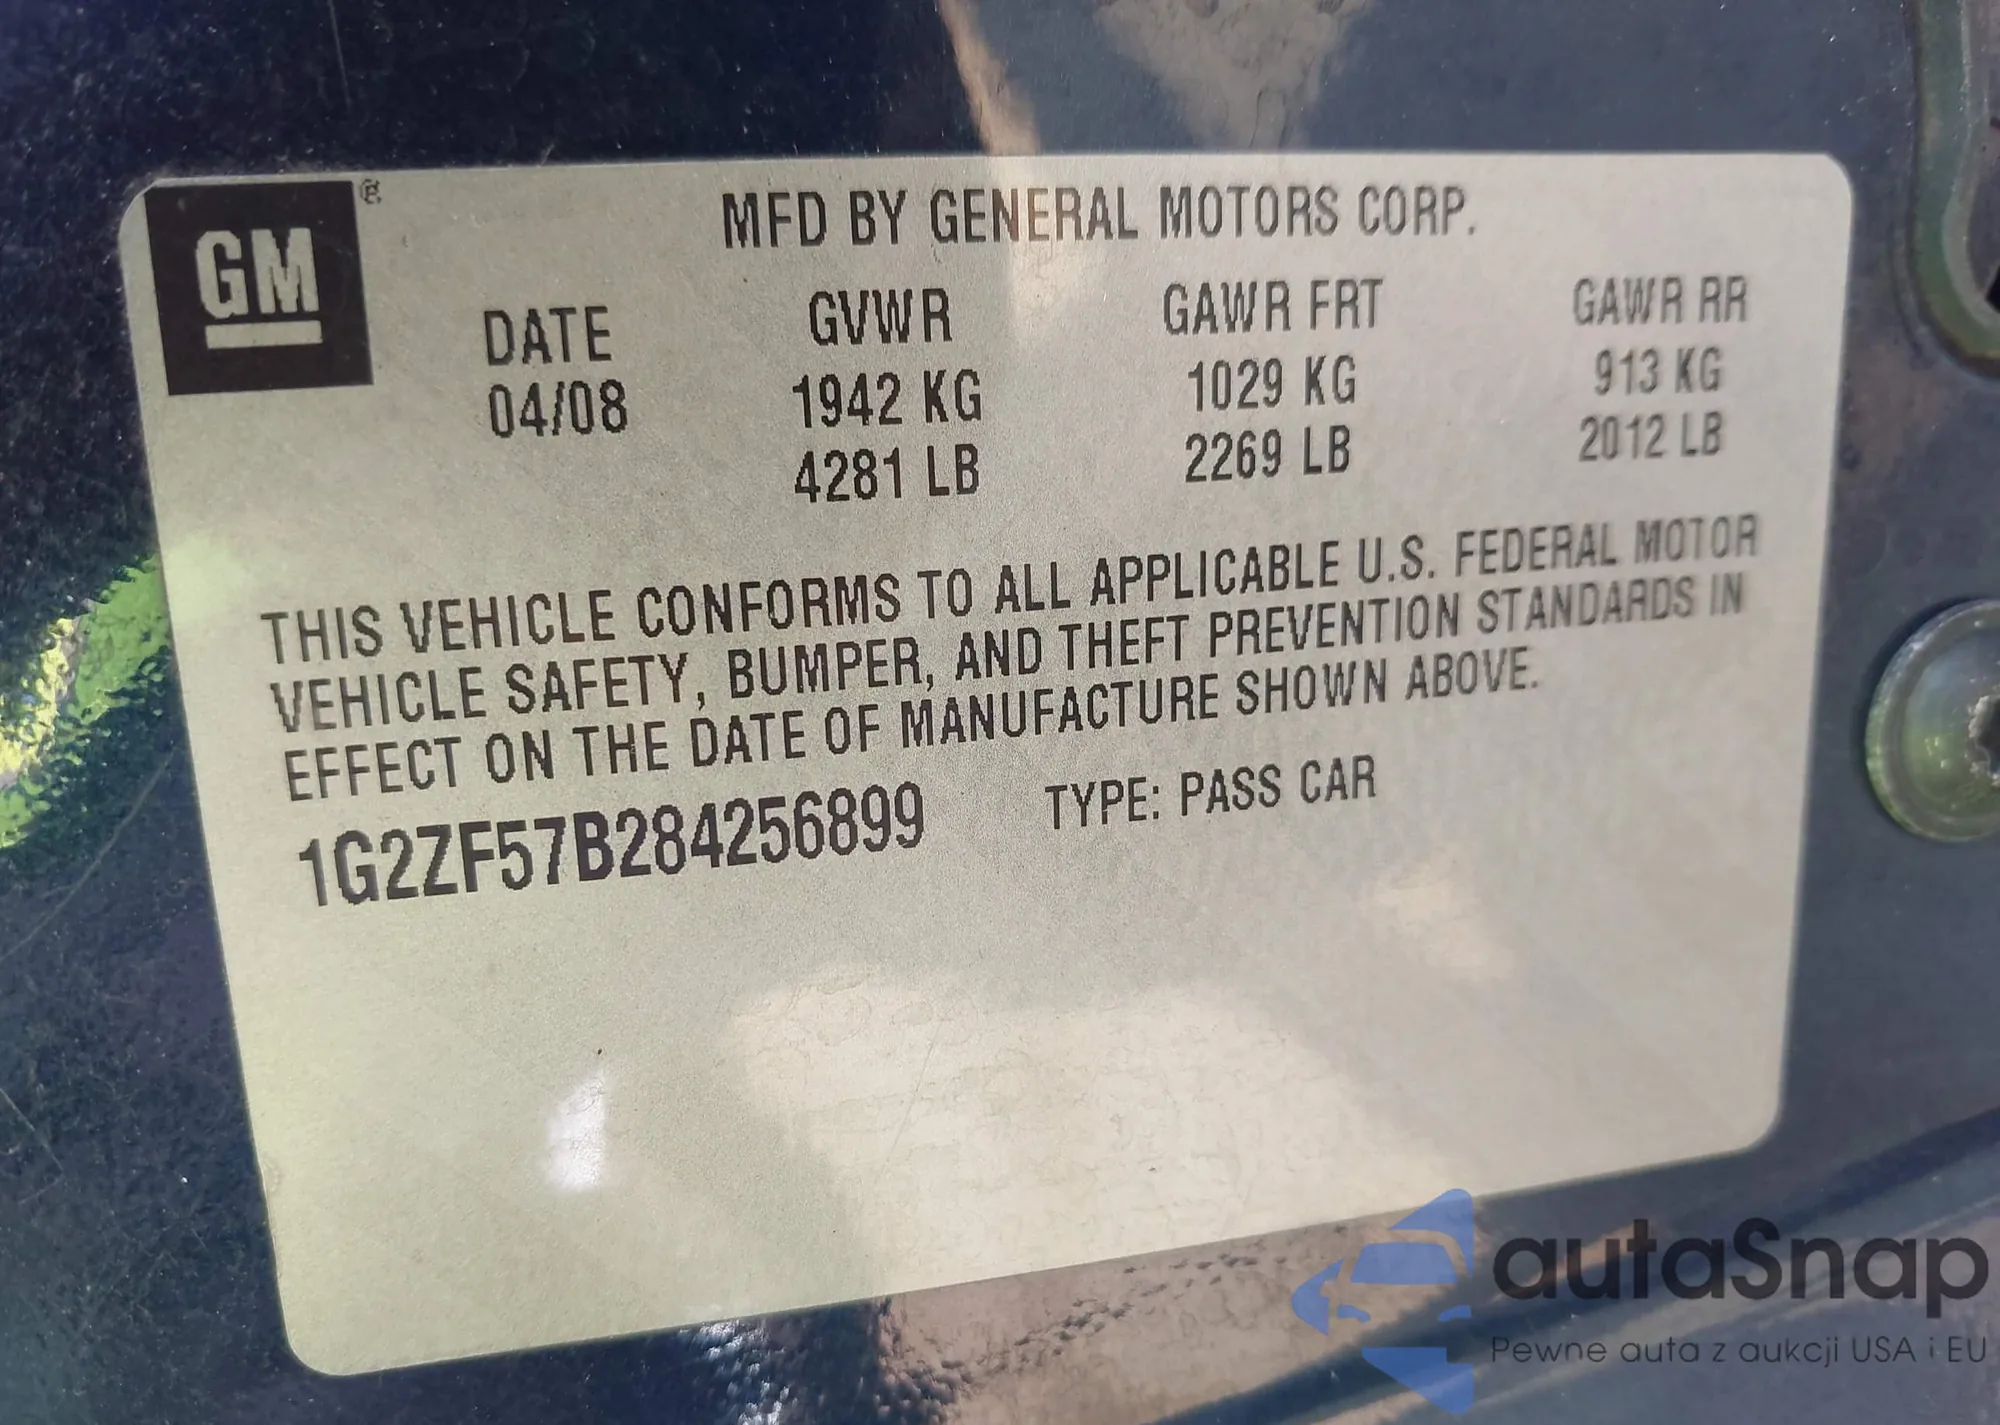 GM
MFD BY GENERAL MOTORS CORP.
DATE GVWR GAWR FRT GAWR RR
04/08 1942 KG 1029 KG 913 KG
4281 LB 2269 LB 2012 LB
THIS VEHICLE CONFORMS TO ALL APPLICABLE U.S. FEDERAL MOTOR
VEHICLE SAFETY, BUMPER, AND THEFT PREVENTION STANDARDS IN
EFFECT ON THE DATE OF MANUFACTURE SHOWN ABOVE.
1G2ZF57B284256899 TYPE: PASS CAR
autaSnap
Pewne auta z aukcji USA i EU